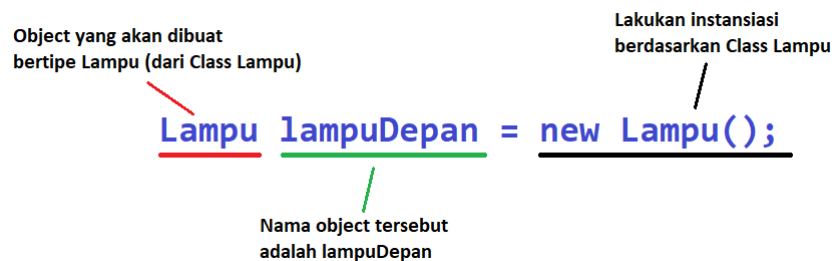 Object yang akan dibuat
bertipe Lampu (dari Class Lampu)
Lakukan instansiasi
berdasarkan Class Lampu
Lampu lampuDepan = new Lampu();
Nama object tersebut
adalah lampuDepan